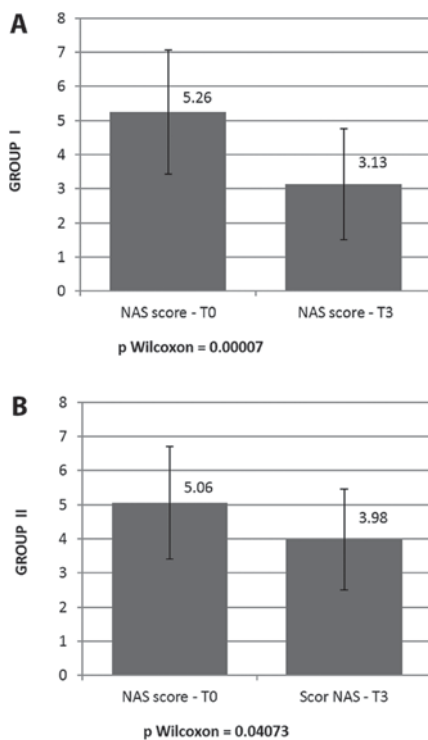 A
GROUP I
8
7
6
5
4
3
2
1
0
5.26
3.13
NAS score - T0 NAS score - T3
p Wilcoxon = 0.00007
B
GROUP II
8
7
6
5
4
3
2
1
0
5.06
3.98
NAS score - T0 Scor NAS - T3
p Wilcoxon = 0.04073